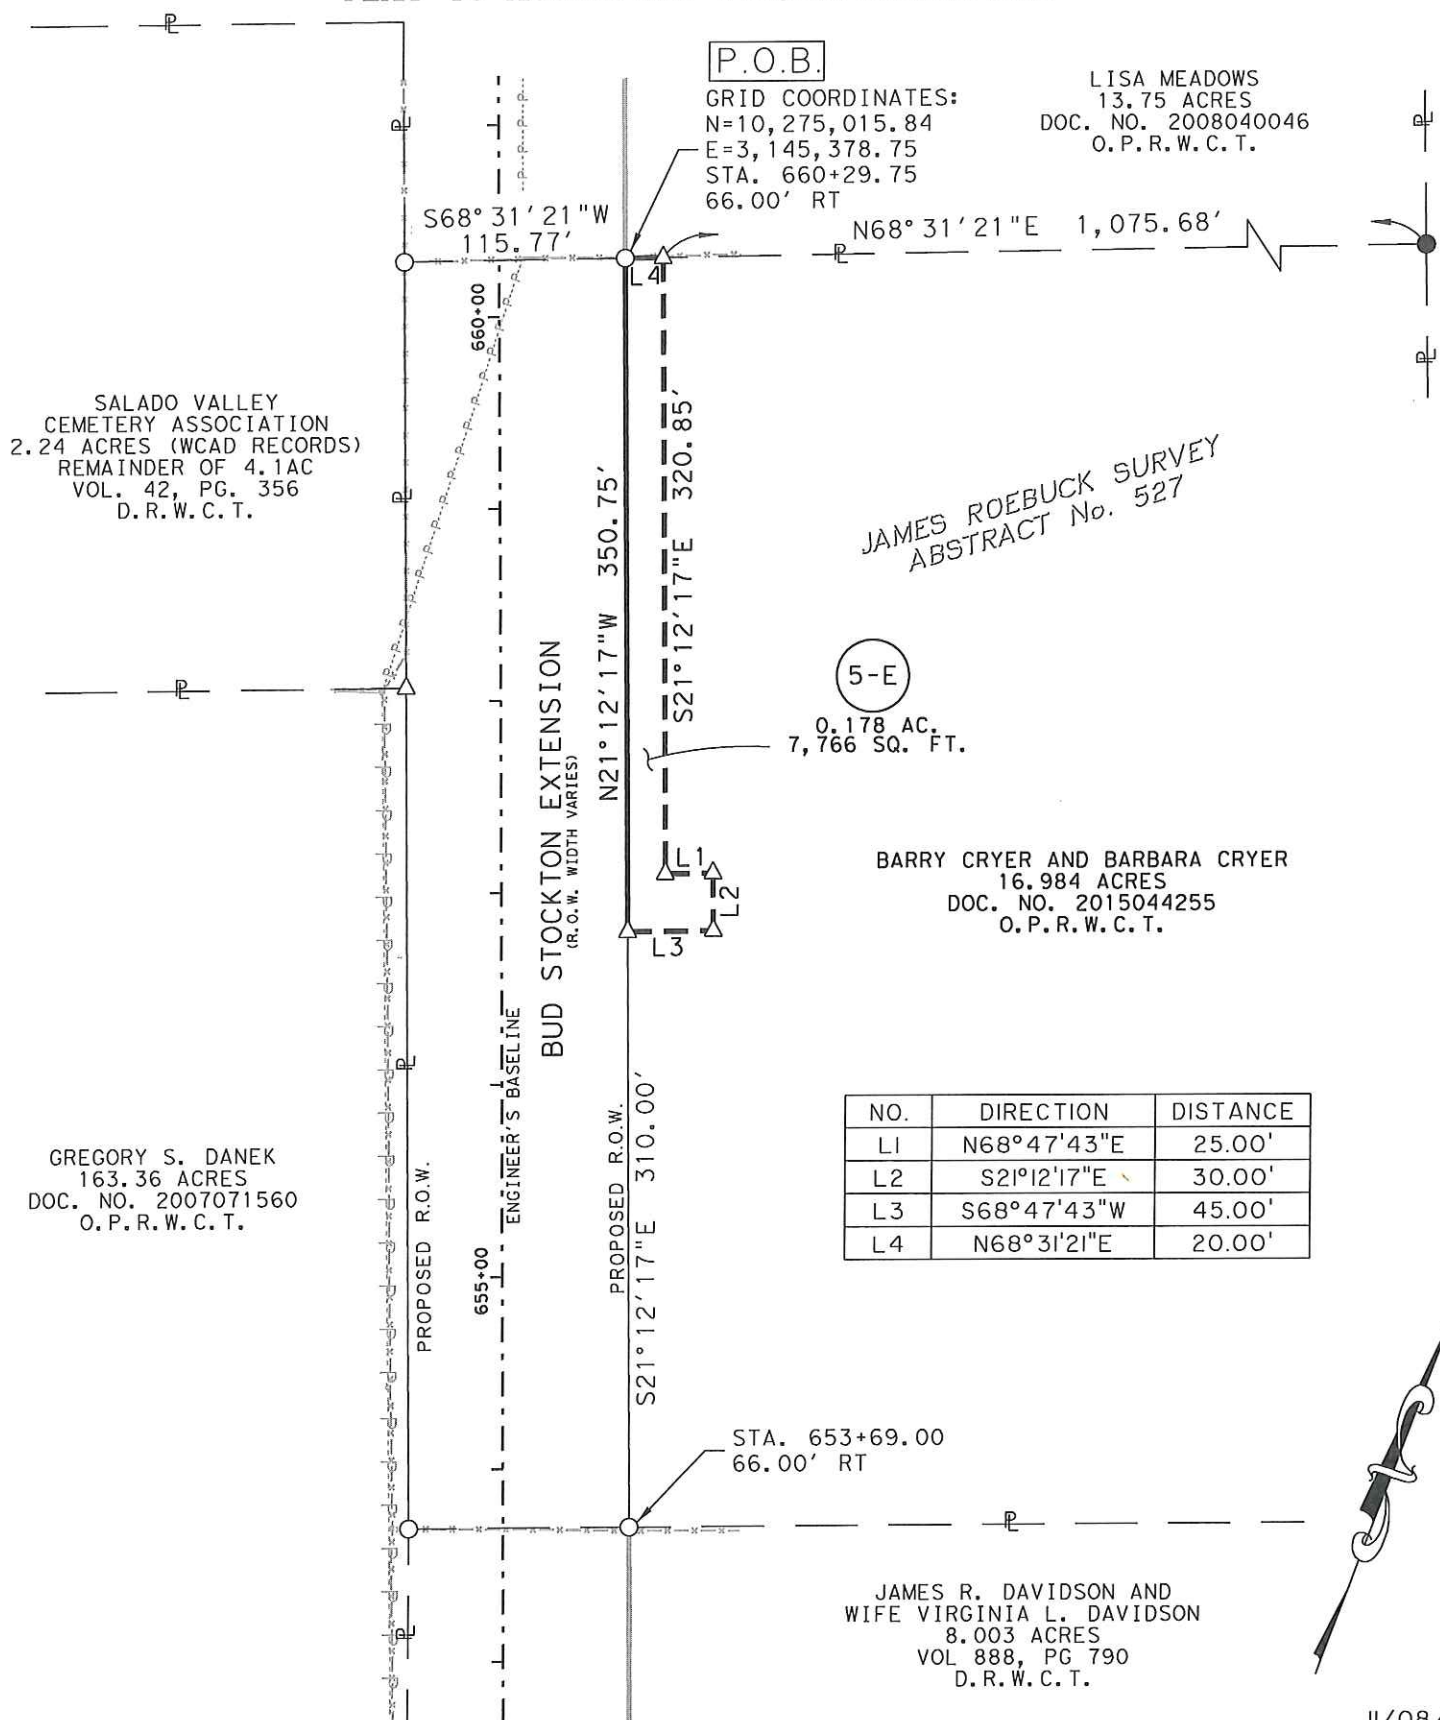 P.O.B.
GRID COORDINATES:
N=10,275,015.84
E=3,145,378.75
STA. 660+29.75
66.00' RT
LISA MEADOWS
13.75 ACRES
DOC. NO. 2008040046
O.P.R.W.C.T.
S68°31'21"W
115.77'
N68°31'21"E 1,075.68'
L4
660+00
SALADO VALLEY
CEMETERY ASSOCIATION
2.24 ACRES (WCAD RECORDS)
REMAINDER OF 4.1AC
VOL. 42, PG. 356
D.R.W.C.T.
N21°12'17"W 350.75'
S21°12'17"E 320.85'
JAMES ROEBUCK SURVEY
ABSTRACT No. 527
5-E
0.178 AC.
7,766 SQ. FT.
BUD STOCKTON EXTENSION
(R.O.W. WIDTH VARIES)
L1
L2
L3
BARRY CRYER AND BARBARA CRYER
16.984 ACRES
DOC. NO. 2015044255
O.P.R.W.C.T.
ENGINEER'S BASELINE
GREGORY S. DANEK
163.36 ACRES
DOC. NO. 2007071560
O.P.R.W.C.T.
PROPOSED R.O.W.
655+00
PROPOSED R.O.W.
S21°12'17"E 310.00'
NO. DIRECTION DISTANCE
L1 N68°47'43"E 25.00'
L2 S21°12'17"E 30.00'
L3 S68°47'43"W 45.00'
L4 N68°31'21"E 20.00'
STA. 653+69.00
66.00' RT
JAMES R. DAVIDSON AND
WIFE VIRGINIA L. DAVIDSON
8.003 ACRES
VOL 888, PG 790
D.R.W.C.T.